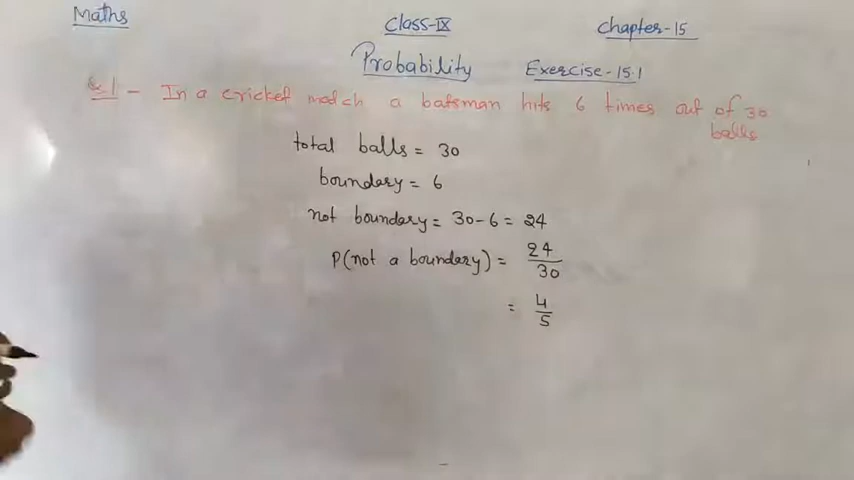 Maths Class-IX Chapter-15
Probability Exercise-15.1
Q.1 - In a cricket match a batsman hits 6 times out of 30
balls
total balls = 30
boundary = 6
not boundary = 30-6 = 24
P(not a boundary) = 24/30
= 4/5